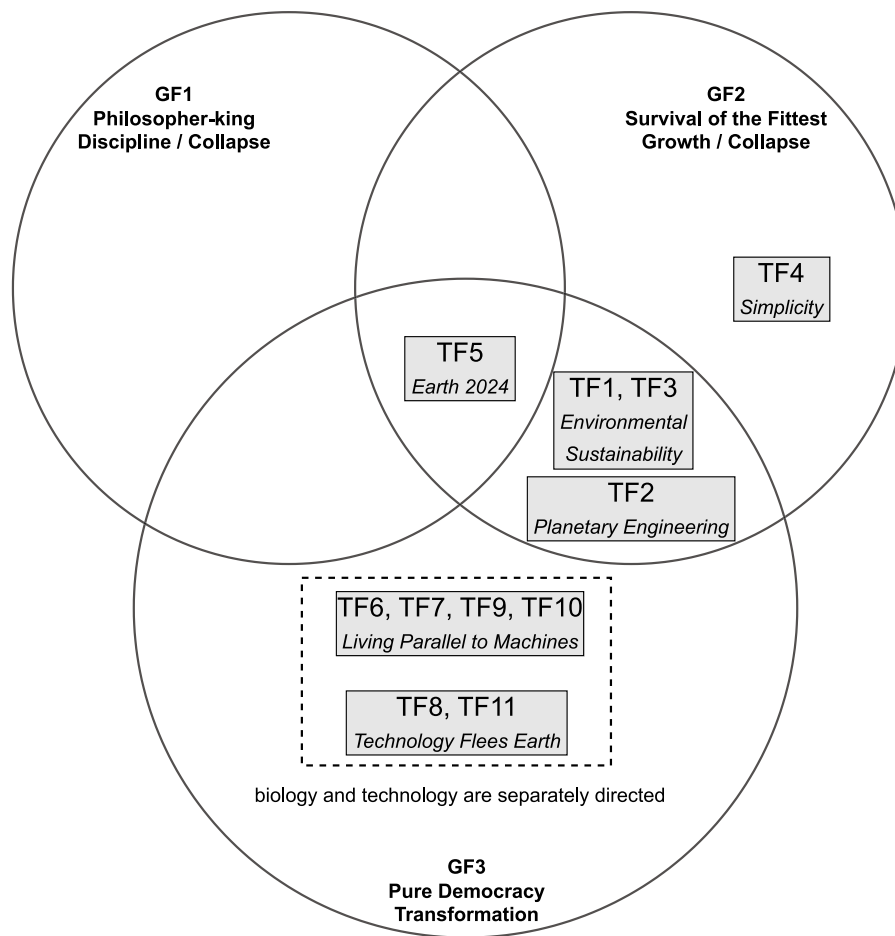 GF1
Philosopher-king
Discipline / Collapse
GF2
Survival of the Fittest
Growth / Collapse
TF4
Simplicity
TF5
Earth 2024
TF1, TF3
Environmental
Sustainability
TF2
Planetary Engineering
TF6, TF7, TF9, TF10
Living Parallel to Machines
TF8, TF11
Technology Flees Earth
biology and technology are separately directed
GF3
Pure Democracy
Transformation